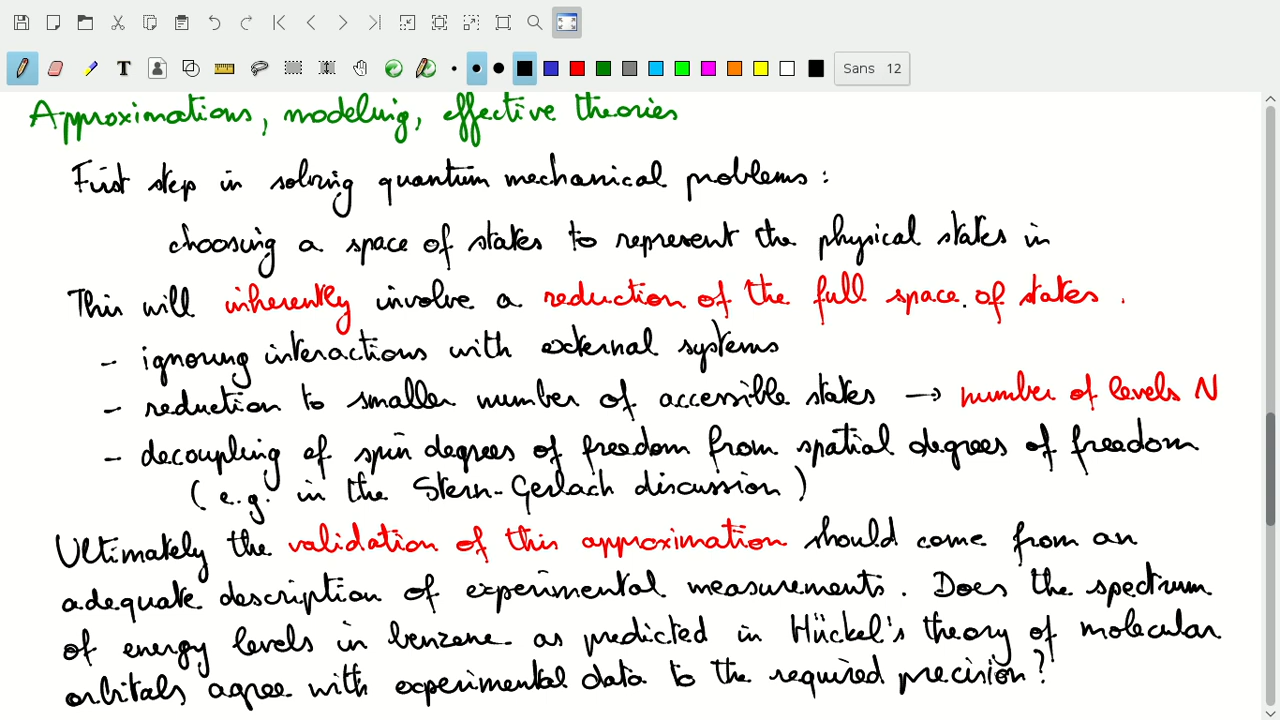 T
Sans 12
Approximations, modeling, effective theories
First step in solving quantum mechanical problems :
choosing a space of states to represent the physical states in
This will inherently involve a reduction of the full space of states .
- ignoring interactions with external systems
- reduction to smaller number of accessible states → number of levels N
- decoupling of spin degrees of freedom from spatial degrees of freedom
( e.g. in the Stern-Gerlach discussion )
Ultimately the validation of this approximation should come from an
adequate description of experimental measurements. Does the spectrum
of energy levels in benzene as predicted in Hückel's theory of molecular
orbitals agree with experimental data to the required precision?